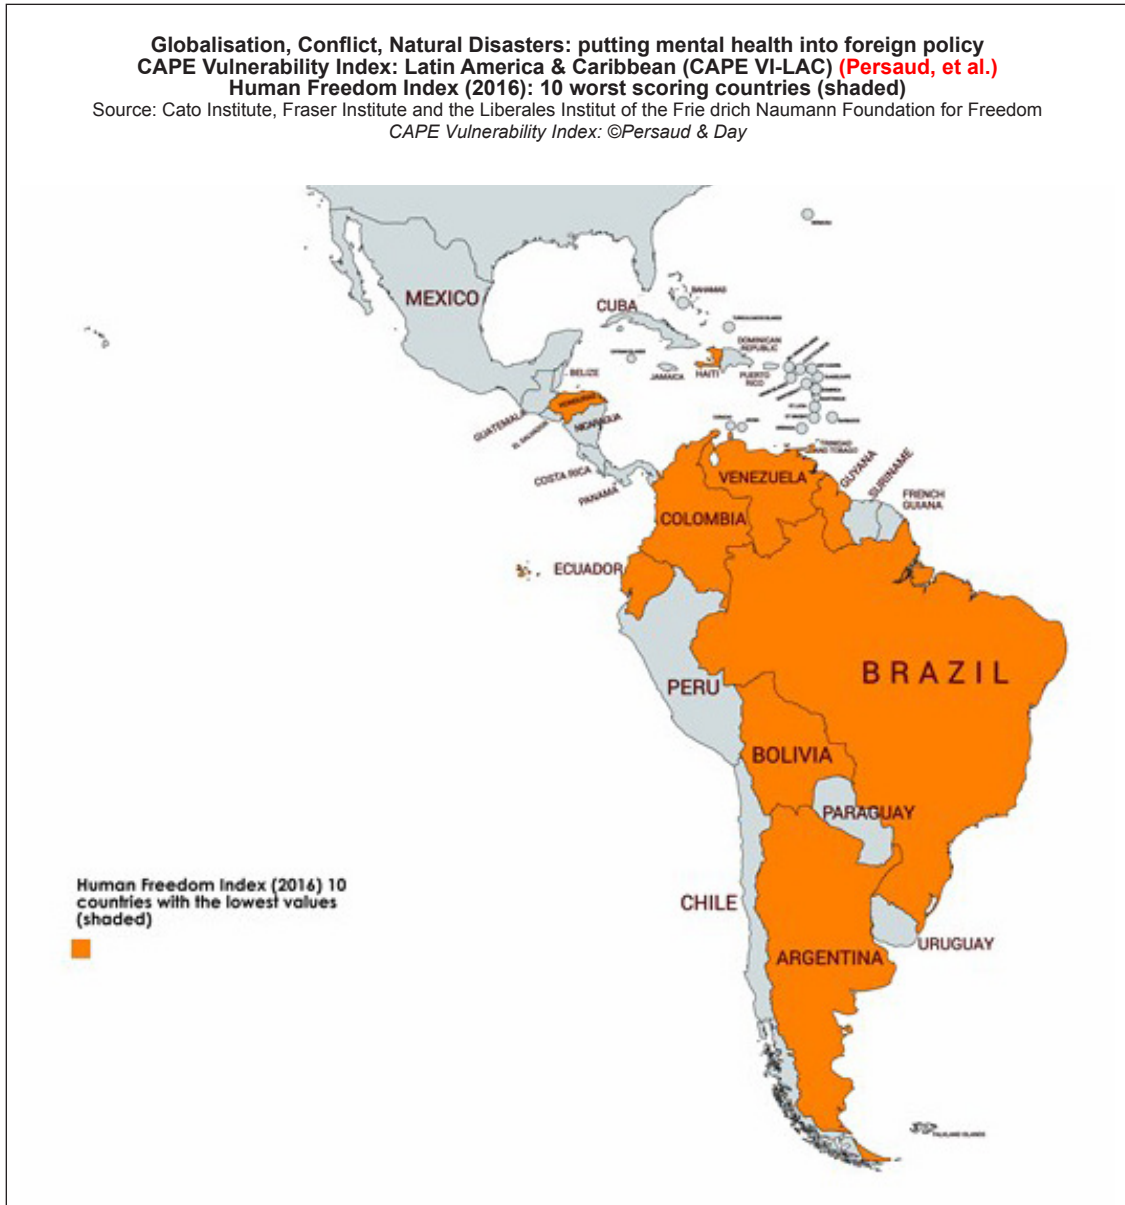 Globalisation, Conflict, Natural Disasters: putting mental health into foreign policy
CAPE Vulnerability Index: Latin America & Caribbean (CAPE VI-LAC) (Persaud, et al.)
Human Freedom Index (2016): 10 worst scoring countries (shaded)
Source: Cato Institute, Fraser Institute and the Liberales Institut of the Frie drich Naumann Foundation for Freedom
CAPE Vulnerability Index: ©Persaud & Day
MEXICO
BAHAMAS
CUBA
DOMINICAN
REPUBLIC
JAMAICA
HAITI
PUERTO
RICO
BELIZE
HONDURAS
GUATEMALA
EL SALVADOR
NICARAGUA
COSTA RICA
PANAMA
TRINIDAD
AND TOBAGO
VENEZUELA
GUYANA
SURINAME
FRENCH
GUIANA
COLOMBIA
ECUADOR
BRAZIL
PERU
BOLIVIA
PARAGUAY
Human Freedom Index (2016) 10
countries with the lowest values
(shaded)
CHILE
URUGUAY
ARGENTINA
FALKLAND ISLANDS